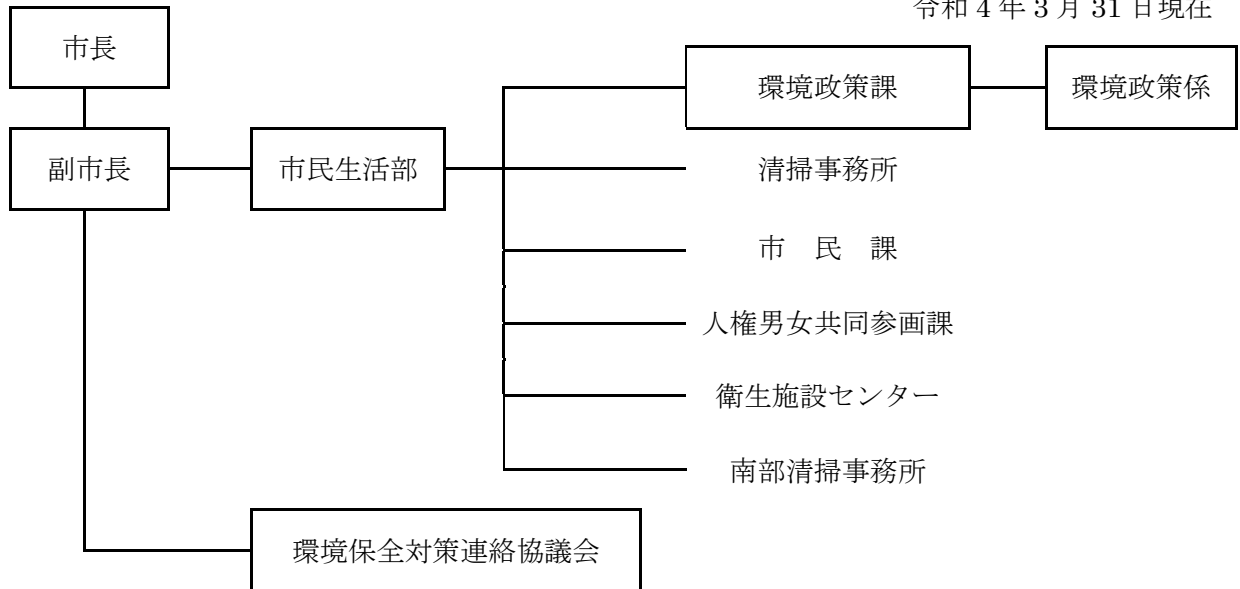 令和 4 年 3 月 31 日現在
市長
環境政策課
環境政策係
副市長
市民生活部
清掃事務所
市　民　課
人権男女共同参画課
衛生施設センター
南部清掃事務所
環境保全対策連絡協議会